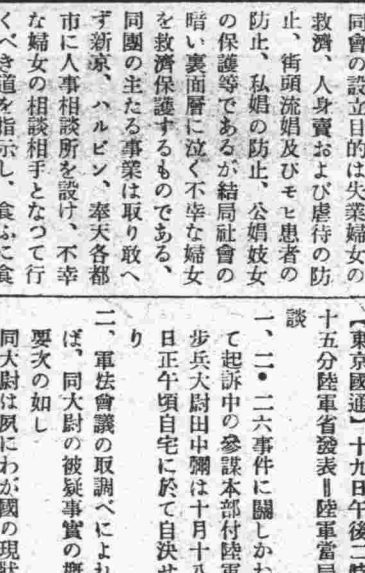 同會の設立目的は失業婦女の
救濟、人身賣および虐待の防
止、街頭流娼及びモヒ患者の
防止、私娼の防止、公娼妓女
の保護等であるが結局社會の
暗い裏面層に泣く不幸な婦女
を救濟保護するものである、
同團の主たる事業は取り敢へ
ず新京、ハルビン、奉天各都
市に人事相談所を設け、不幸
な婦女の相談相手となつて行
くべき道を指示し、食ふに食
【東京國通】十九日午後二時
十五分陸軍省發表‖陸軍當局
談
一、二•二六事件に關しかね
て起訴中の參謀本部付陸軍
步兵大尉田中彌は十月十八
日正午頃自宅に於て自決せ
り
二、軍法會議の取調べによれ
ば、同大尉の被疑事實の概
要次の如し
同大尉は夙にわが國の現狀